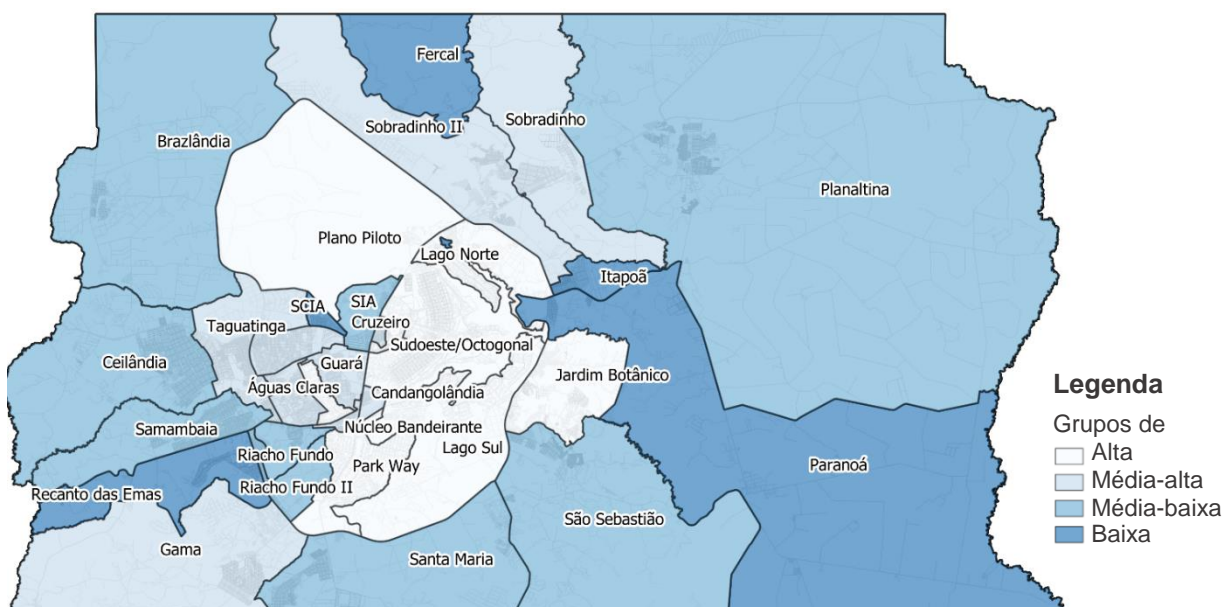 Fercal
Sobradinho
Sobradinho II
Brazlândia
Planaltina
Plano Piloto
Lago Norte
Itapoã
SCIA
SIA
Taguatinga
Cruzeiro
Sudoeste/Octogonal
Ceilândia
Guará
Jardim Botânico
Águas Claras
Candangolândia
Samambaia
Núcleo Bandeirante
Lago Sul
Riacho Fundo
Park Way
Paranoá
Riacho Fundo II
Recanto das Emas
São Sebastião
Gama
Santa Maria
Legenda
Grupos de
Alta
Média-alta
Média-baixa
Baixa